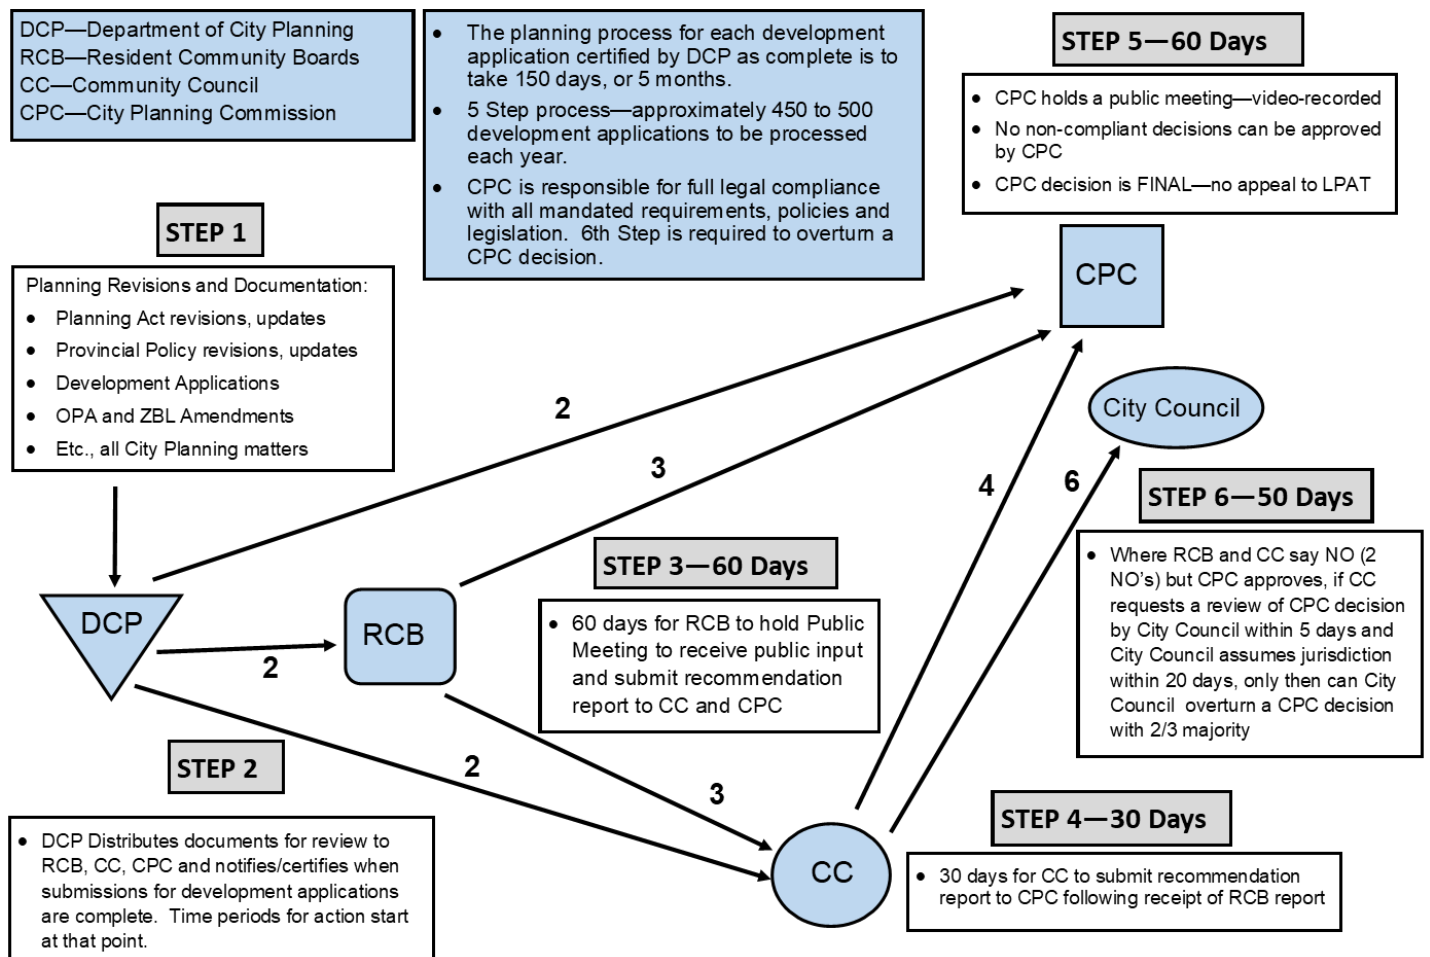 DCP—Department of City Planning
RCB—Resident Community Boards
CC—Community Council
CPC—City Planning Commission
• The planning process for each development
application certified by DCP as complete is to
take 150 days, or 5 months.
• 5 Step process—approximately 450 to 500
development applications to be processed
each year.
• CPC is responsible for full legal compliance
with all mandated requirements, policies and
legislation. 6th Step is required to overturn a
CPC decision.
STEP 5—60 Days
• CPC holds a public meeting—video-recorded
• No non-compliant decisions can be approved
by CPC
• CPC decision is FINAL—no appeal to LPAT
STEP 1
Planning Revisions and Documentation:
• Planning Act revisions, updates
• Provincial Policy revisions, updates
• Development Applications
• OPA and ZBL Amendments
• Etc., all City Planning matters
CPC
City Council
2
3
4
6
STEP 6—50 Days
• Where RCB and CC say NO (2
NO's) but CPC approves, if CC
requests a review of CPC decision
by City Council within 5 days and
City Council assumes jurisdiction
within 20 days, only then can City
Council overturn a CPC decision
with 2/3 majority
STEP 3—60 Days
• 60 days for RCB to hold Public
Meeting to receive public input
and submit recommendation
report to CC and CPC
DCP
2
RCB
STEP 2
2
3
• DCP Distributes documents for review to
RCB, CC, CPC and notifies/certifies when
submissions for development applications
are complete. Time periods for action start
at that point.
CC
STEP 4—30 Days
• 30 days for CC to submit recommendation
report to CPC following receipt of RCB report